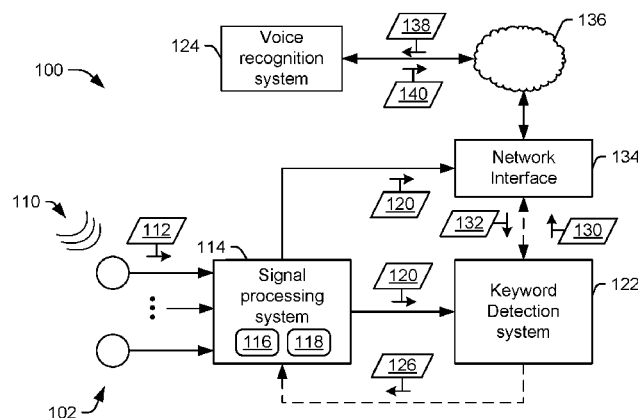 138
136
124
Voice
recognition
system
100
140
Network
Interface
134
110
112
114
120
132
130
Signal
processing
system
120
Keyword
Detection
system
122
116
118
126
102